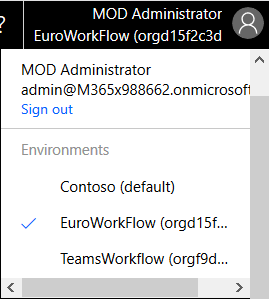 ?
MOD Administrator
EuroWorkFlow (orgd15f2c3d
MOD Administrator
admin@M365x988662.onmicrosoft
Sign out
Environments
Contoso (default)
EuroWorkFlow (orgd15f...
TeamsWorkflow (orgf9d...